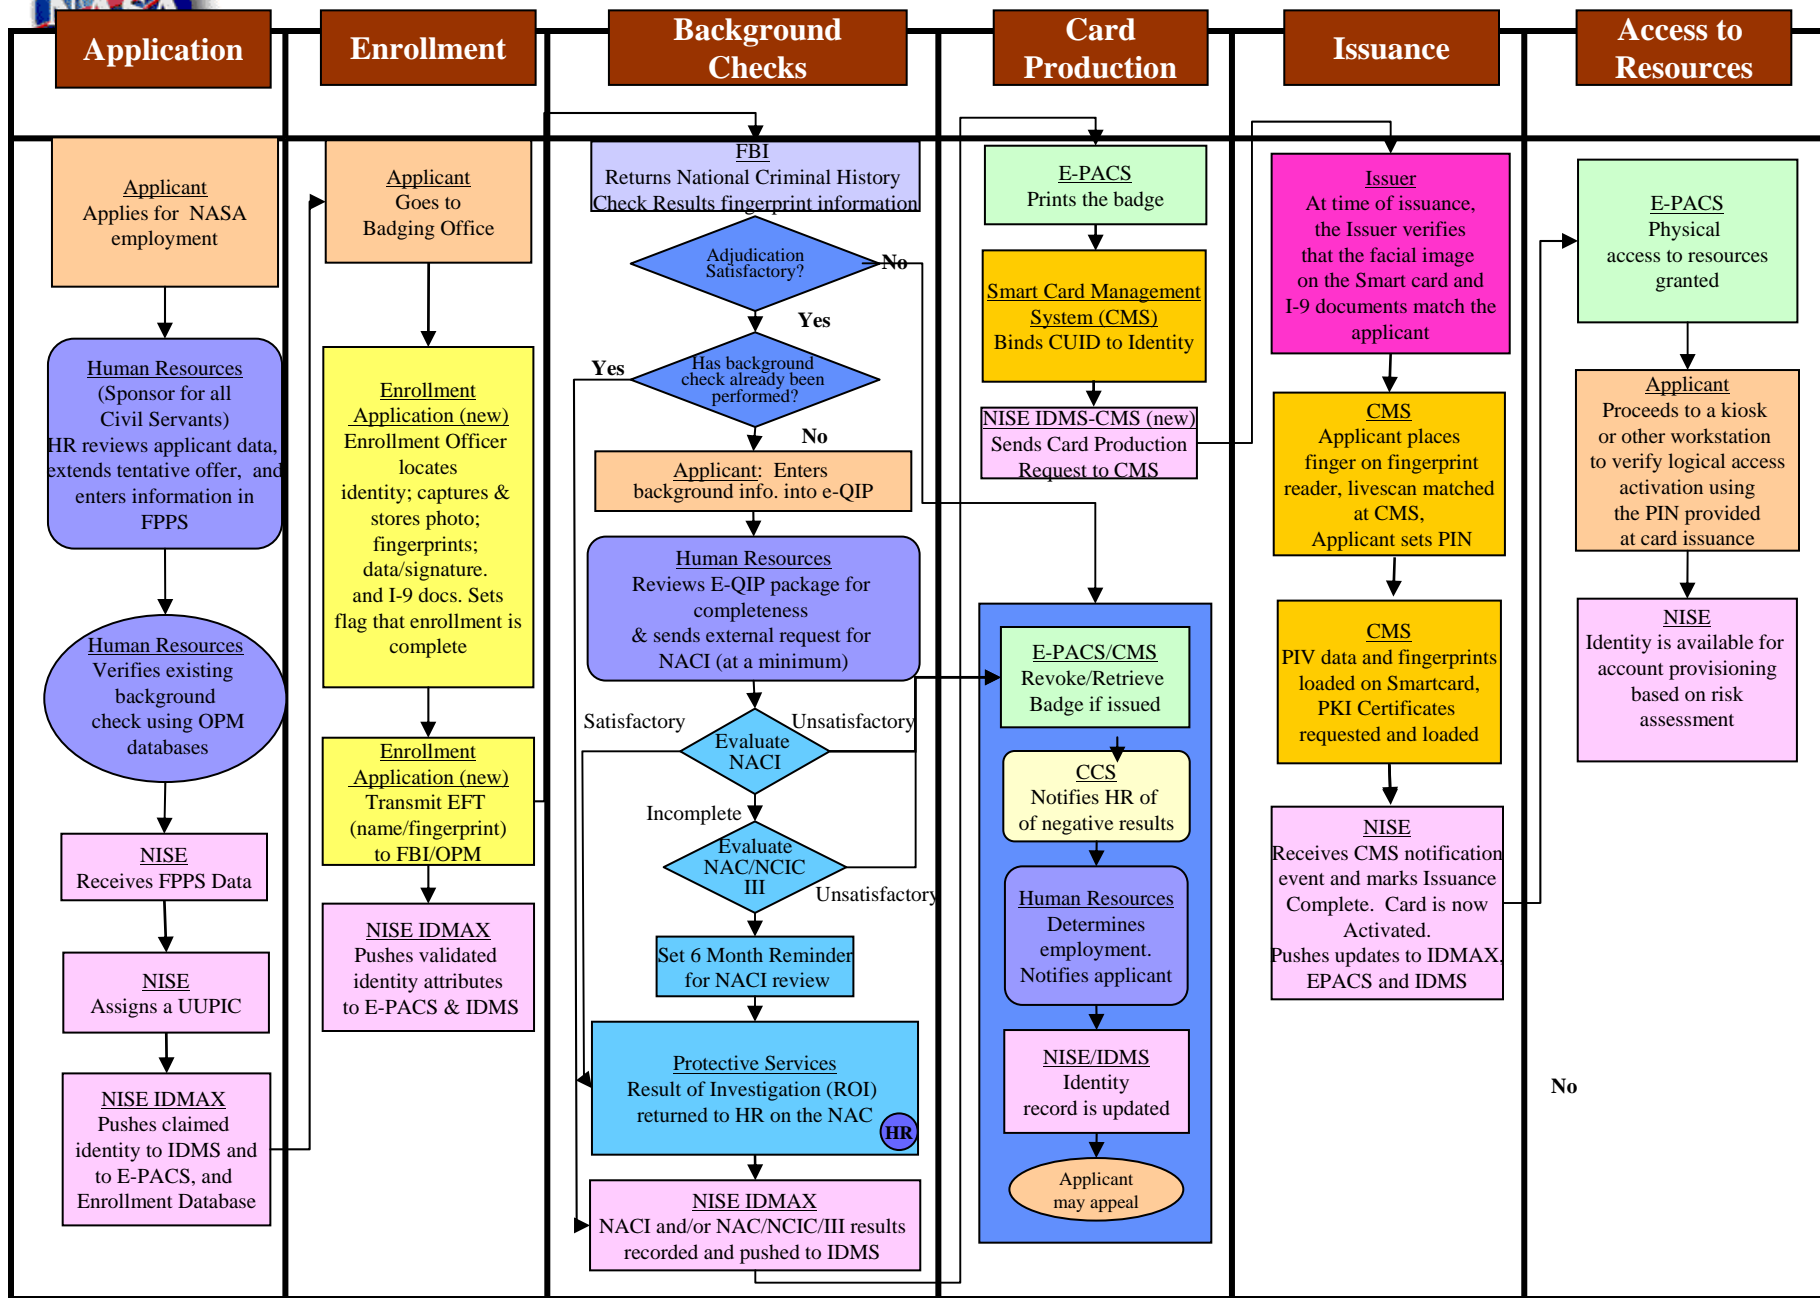 NASA
Application
Enrollment
Background
Checks
Card
Production
Issuance
Access to
Resources
Applicant
Applies for NASA
employment
Human Resources
(Sponsor for all
Civil Servants)
HR reviews applicant data,
extends tentative offer, and
enters information in
FPPS
Human Resources
Verifies existing
background
check using OPM
databases
NISE
Receives FPPS Data
NISE
Assigns a UUPIC
NISE IDMAX
Pushes claimed
identity to IDMS and
to E-PACS, and
Enrollment Database
Applicant
Goes to
Badging Office
Enrollment
Application (new)
Enrollment Officer
locates
identity; captures &
stores photo;
fingerprints;
data/signature.
and I-9 docs. Sets
flag that enrollment is
complete
Enrollment
Application (new)
Transmit EFT
(name/fingerprint)
to FBI/OPM
NISE IDMAX
Pushes validated
identity attributes
to E-PACS & IDMS
FBI
Returns National Criminal History
Check Results fingerprint information
Adjudication
Satisfactory?
No
Yes
Has background
check already been
performed?
Yes
No
Applicant: Enters
background info. into e-QIP
Human Resources
Reviews E-QIP package for
completeness
& sends external request for
NACI (at a minimum)
Satisfactory
Unsatisfactory
Evaluate
NACI
Incomplete
Evaluate
NAC/NCIC
III
Unsatisfactory
Set 6 Month Reminder
for NACI review
Protective Services
Result of Investigation (ROI)
returned to HR on the NAC
HR
NISE IDMAX
NACI and/or NAC/NCIC/III results
recorded and pushed to IDMS
E-PACS
Prints the badge
Smart Card Management
System (CMS)
Binds CUID to Identity
NISE IDMS-CMS (new)
Sends Card Production
Request to CMS
E-PACS/CMS
Revoke/Retrieve
Badge if issued
CCS
Notifies HR of
of negative results
Human Resources
Determines
employment.
Notifies applicant
NISE/IDMS
Identity
record is updated
Applicant
may appeal
Issuer
At time of issuance,
the Issuer verifies
that the facial image
on the Smart card and
I-9 documents match the
applicant
CMS
Applicant places
finger on fingerprint
reader, livescan matched
at CMS,
Applicant sets PIN
CMS
PIV data and fingerprints
loaded on Smartcard,
PKI Certificates
requested and loaded
NISE
Receives CMS notification
event and marks Issuance
Complete. Card is now
Activated.
Pushes updates to IDMAX,
EPACS and IDMS
E-PACS
Physical
access to resources
granted
Applicant
Proceeds to a kiosk
or other workstation
to verify logical access
activation using
the PIN provided
at card issuance
NISE
Identity is available for
account provisioning
based on risk
assessment
No